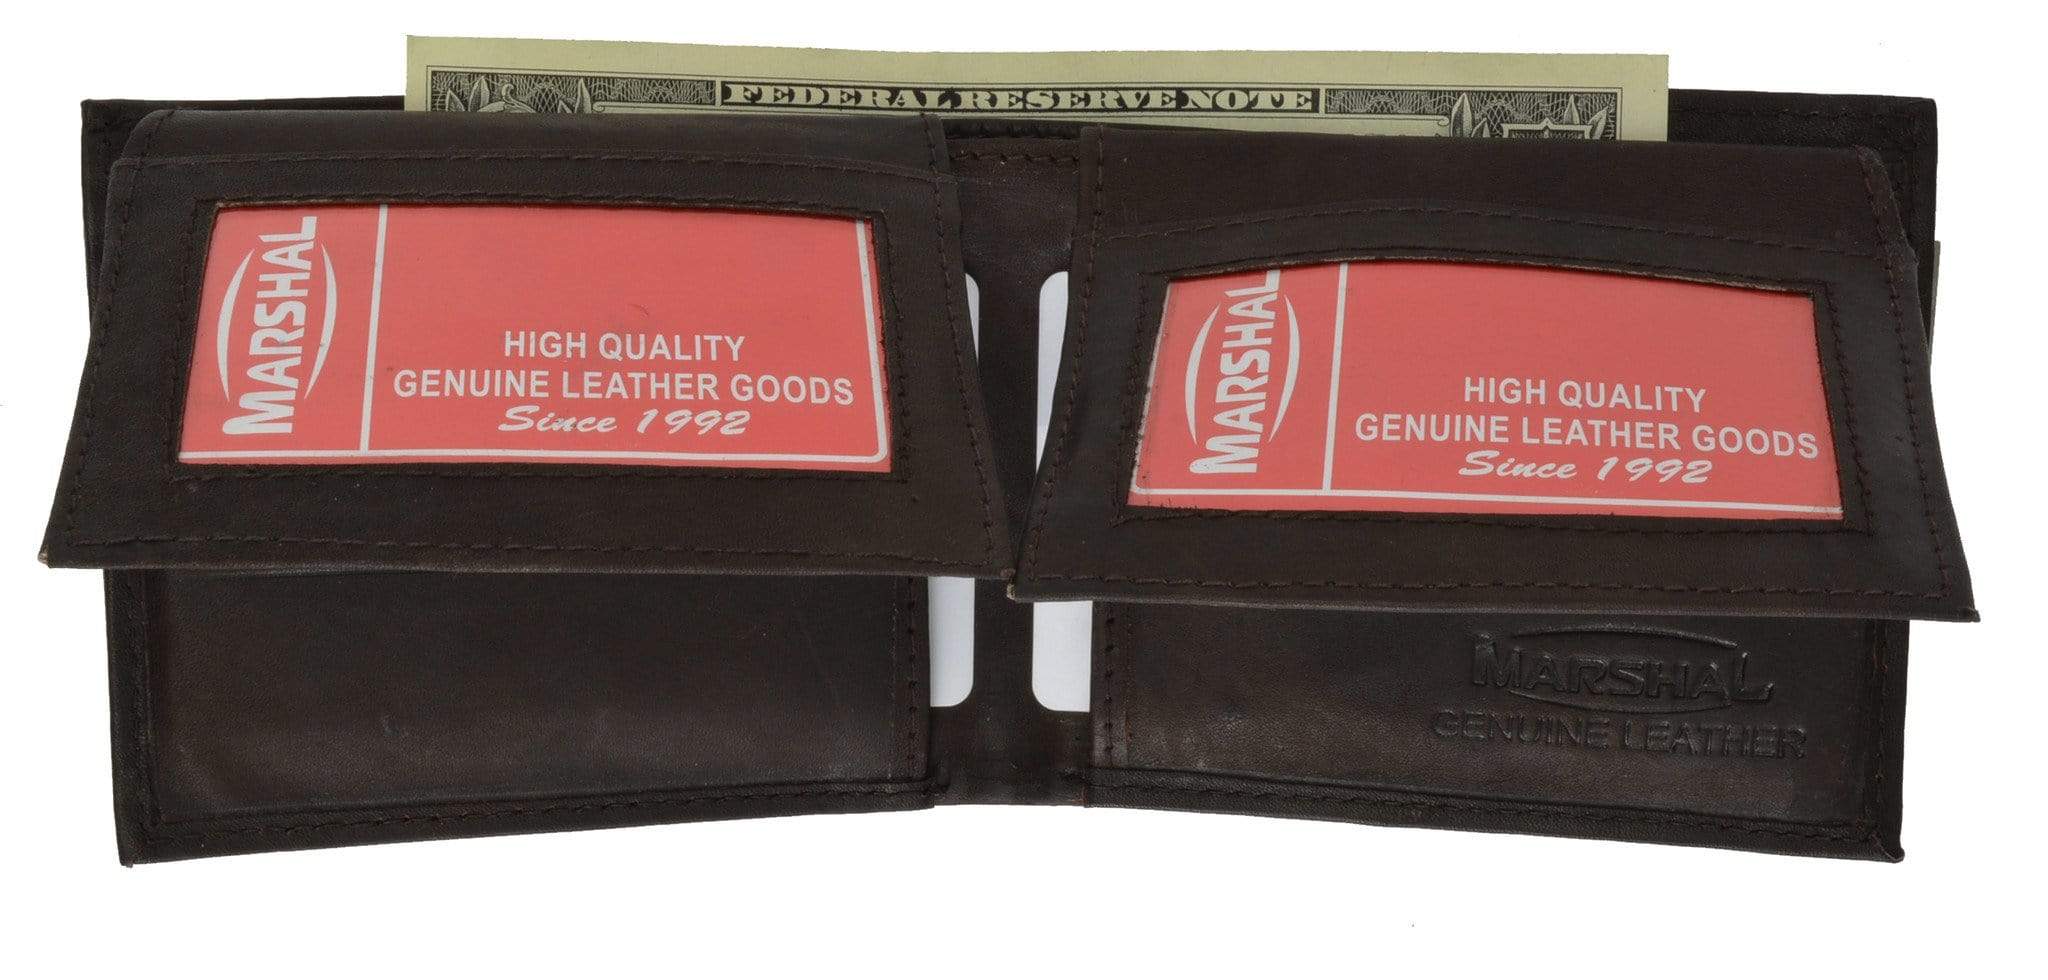 FEDERAL RESERVE NOTE
MARSHAL
HIGH QUALITY
GENUINE LEATHER GOODS
Since 1992
MARSHAL
HIGH QUALITY
GENUINE LEATHER GOODS
Since 1992
MARSHAL
GENUINE LEATHER